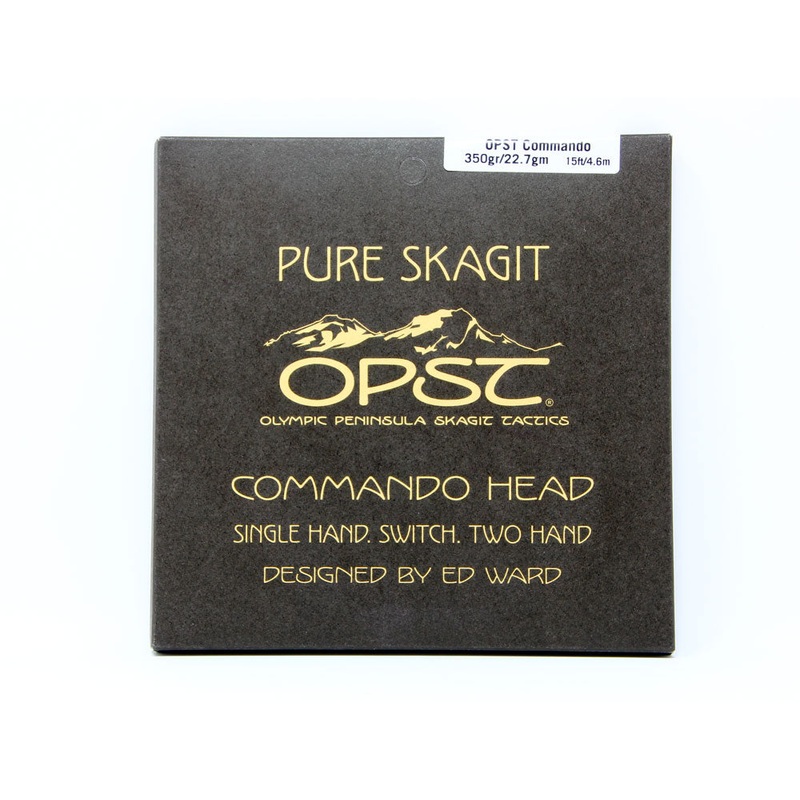 OPST Commando
350gr/22.7gm 15ft/4.6m
PURE SKAGIT
OPST®
OLYMPIC PENINSULA SKAGIT TACTICS
COMMANDO HEAD
SINGLE HAND. SWITCH. TWO HAND
DESIGNED BY ED WARD